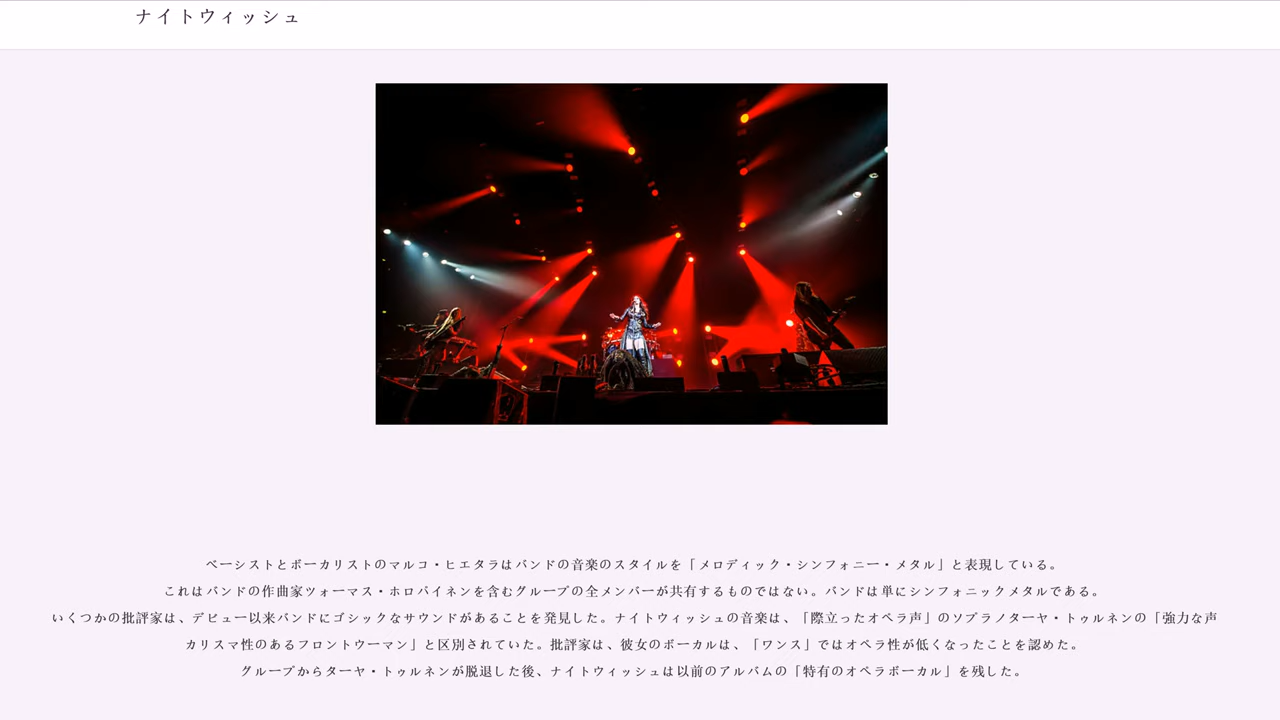 ナイトウィッシュ
ベーシストとボーカリストのマルコ・ヒエタラはバンドの音楽のスタイルを「メロディック・シンフォニー・メタル」と表現している。
これはバンドの作曲家ツォーマス・ホロパイネンを含むグループの全メンバーが共有するものではない。バンドは単にシンフォニックメタルである。
いくつかの批評家は、デビュー以来バンドにゴシックなサウンドがあることを発見した。ナイトウィッシュの音楽は、「際立ったオペラ声」のソプラノターヤ・トゥルネンの「強力な声
カリスマ性のあるフロントウーマン」と区別されていた。批評家は、彼女のボーカルは、「ワンス」ではオペラ性が低くなったことを認めた。
グループからターヤ・トゥルネンが脱退した後、ナイトウィッシュは以前のアルバムの「特有のオペラボーカル」を残した。